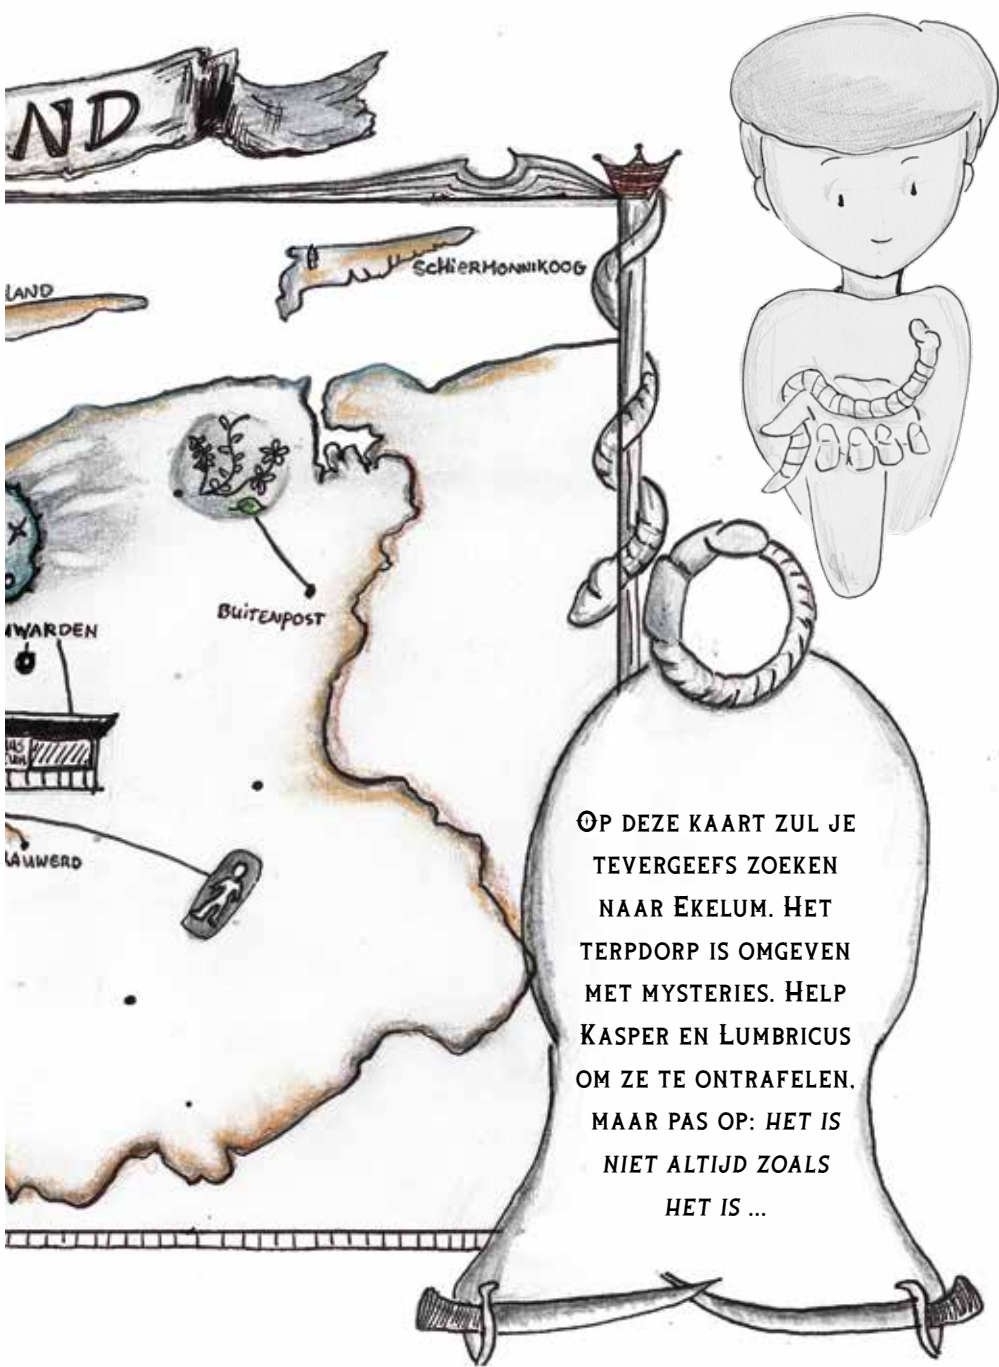 ND
LAND
SCHIERMONNIKOOG
BUITENPOST
WARDEN
AUWERD
Op deze kaart zul je
tevergeefs zoeken
naar Ekelum. Het
terpdorp is omgeven
met mysteries. Help
Kasper en Lumbricus
om ze te ontrafelen,
maar pas op: het is
niet altijd zoals
het is ...